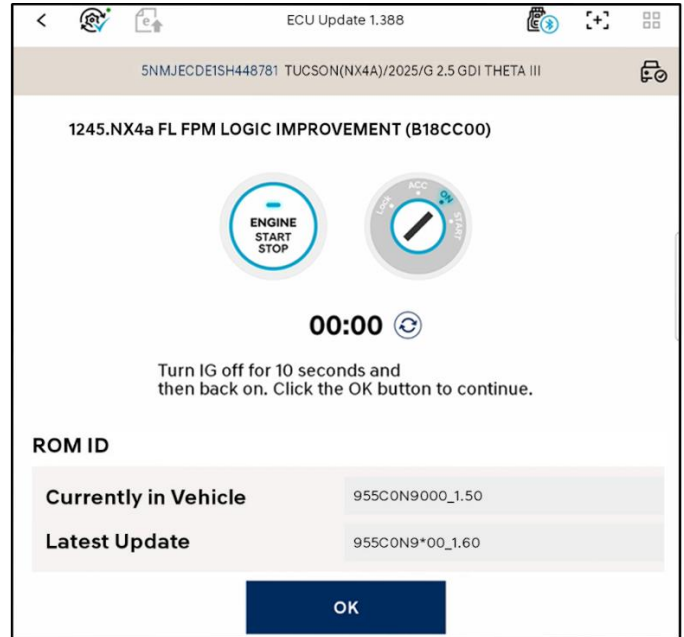 ECU Update 1.388
5NMJECDE1SH448781 TUCSON(NX4A)/2025/G 2.5 GDI THETA III
1245.NX4a FL FPM LOGIC IMPROVEMENT (B18CC00)
ENGINE
START
STOP
Lock
ACC
ON
START
00:00
Turn IG off for 10 seconds and
then back on. Click the OK button to continue.
ROM ID
Currently in Vehicle 955C0N9000_1.50
Latest Update 955C0N9*00_1.60
OK